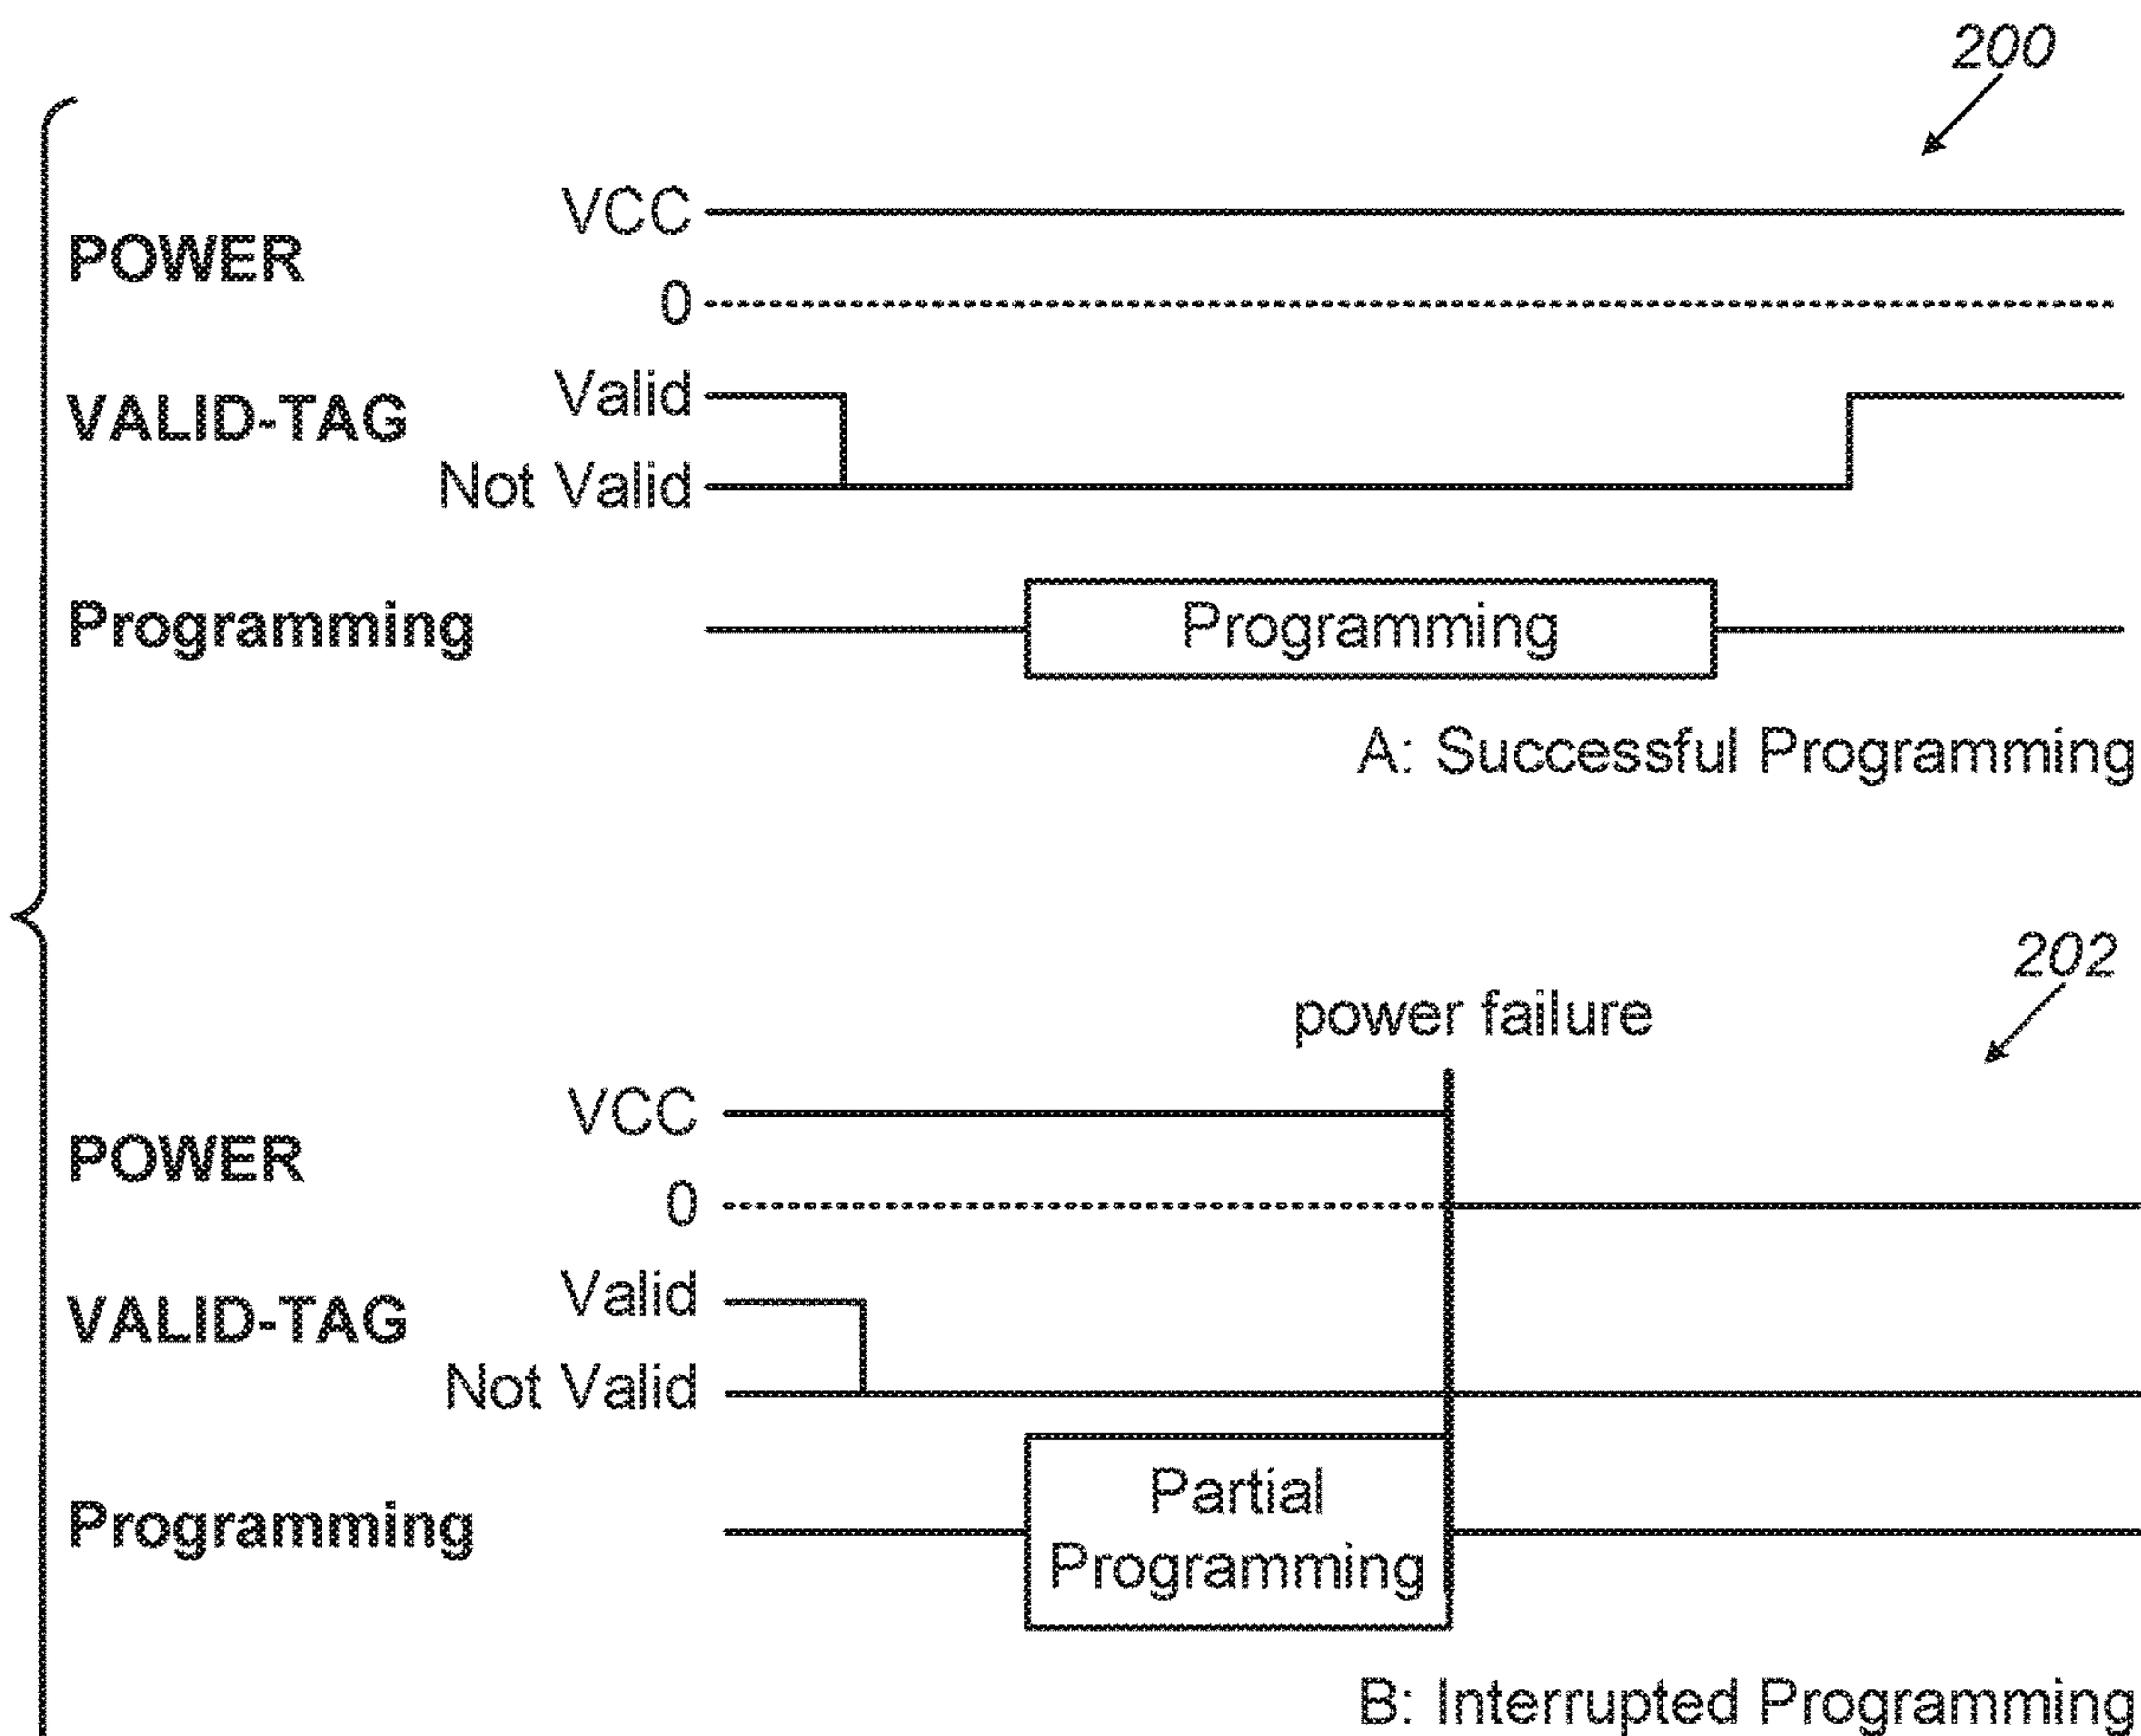 200
VCC
POWER
0
Valid
VALID-TAG
Not Valid
Programming
Programming
A: Successful Programming
202
power failure
VCC
POWER
0
Valid
VALID-TAG
Not Valid
Partial
Programming
Programming
B: Interrupted Programming